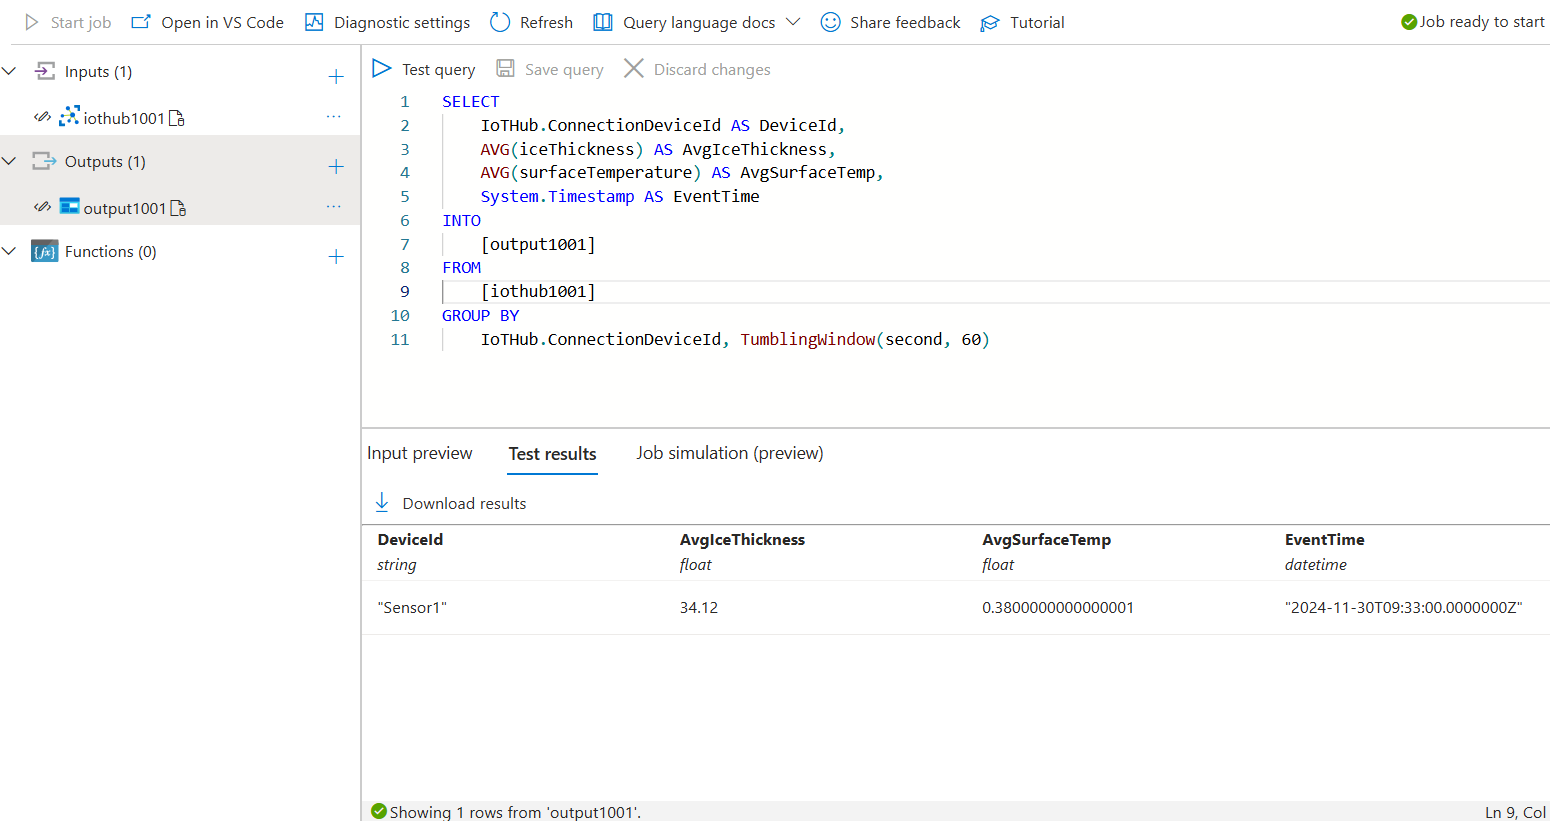 Start job Open in VS Code Diagnostic settings Refresh Query language docs Share feedback Tutorial Job ready to start
Inputs (1)
iothub1001
Outputs (1)
output1001
{fx} Functions (0)
Test query Save query Discard changes
1 SELECT
2 IoTHub.ConnectionDeviceId AS DeviceId,
3 AVG(iceThickness) AS AvgIceThickness,
4 AVG(surfaceTemperature) AS AvgSurfaceTemp,
5 System.Timestamp AS EventTime
6 INTO
7 [output1001]
8 FROM
9 [iothub1001]
10 GROUP BY
11 IoTHub.ConnectionDeviceId, TumblingWindow(second, 60)
Input preview Test results Job simulation (preview)
Download results
DeviceId AvgIceThickness AvgSurfaceTemp EventTime
string float float datetime
"Sensor1" 34.12 0.3800000000000001 "2024-11-30T09:33:00.0000000Z"
Showing 1 rows from 'output1001'. Ln 9, Col